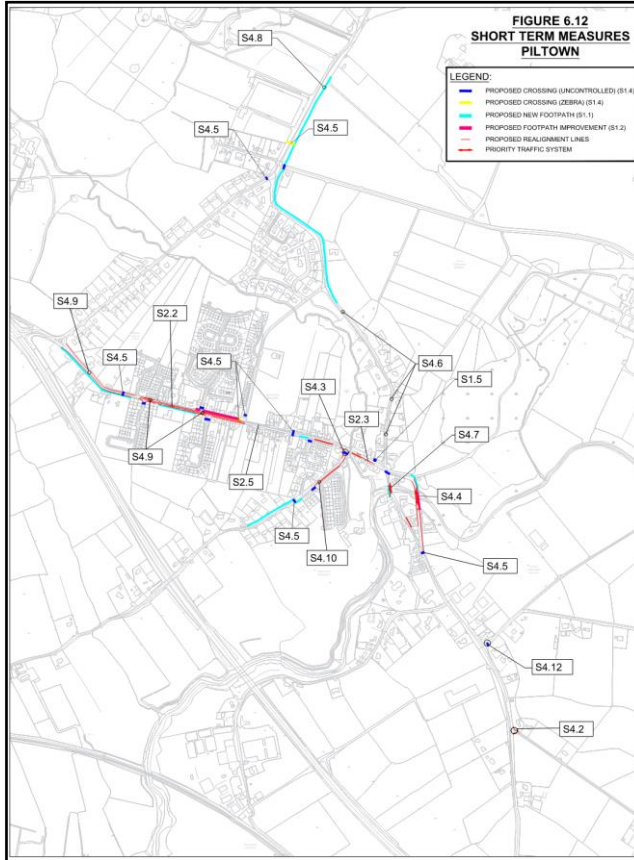 FIGURE 6.12
SHORT TERM MEASURES
PILTOWN
LEGEND:
PROPOSED CROSSING (UNCONTROLLED) (S1.4)
PROPOSED CROSSING (ZEBRA) (S1.4)
PROPOSED NEW FOOTPATH (S1.1)
PROPOSED FOOTPATH IMPROVEMENT (S1.2)
PROPOSED REALIGNMENT LINES
PRIORITY TRAFFIC SYSTEM
S4.8
S4.5
S4.5
S4.9
S2.2
S4.5
S4.5
S4.3
S4.6
S1.5
S2.3
S4.7
S4.9
S2.5
S4.4
S4.5
S4.10
S4.5
S4.12
S4.2